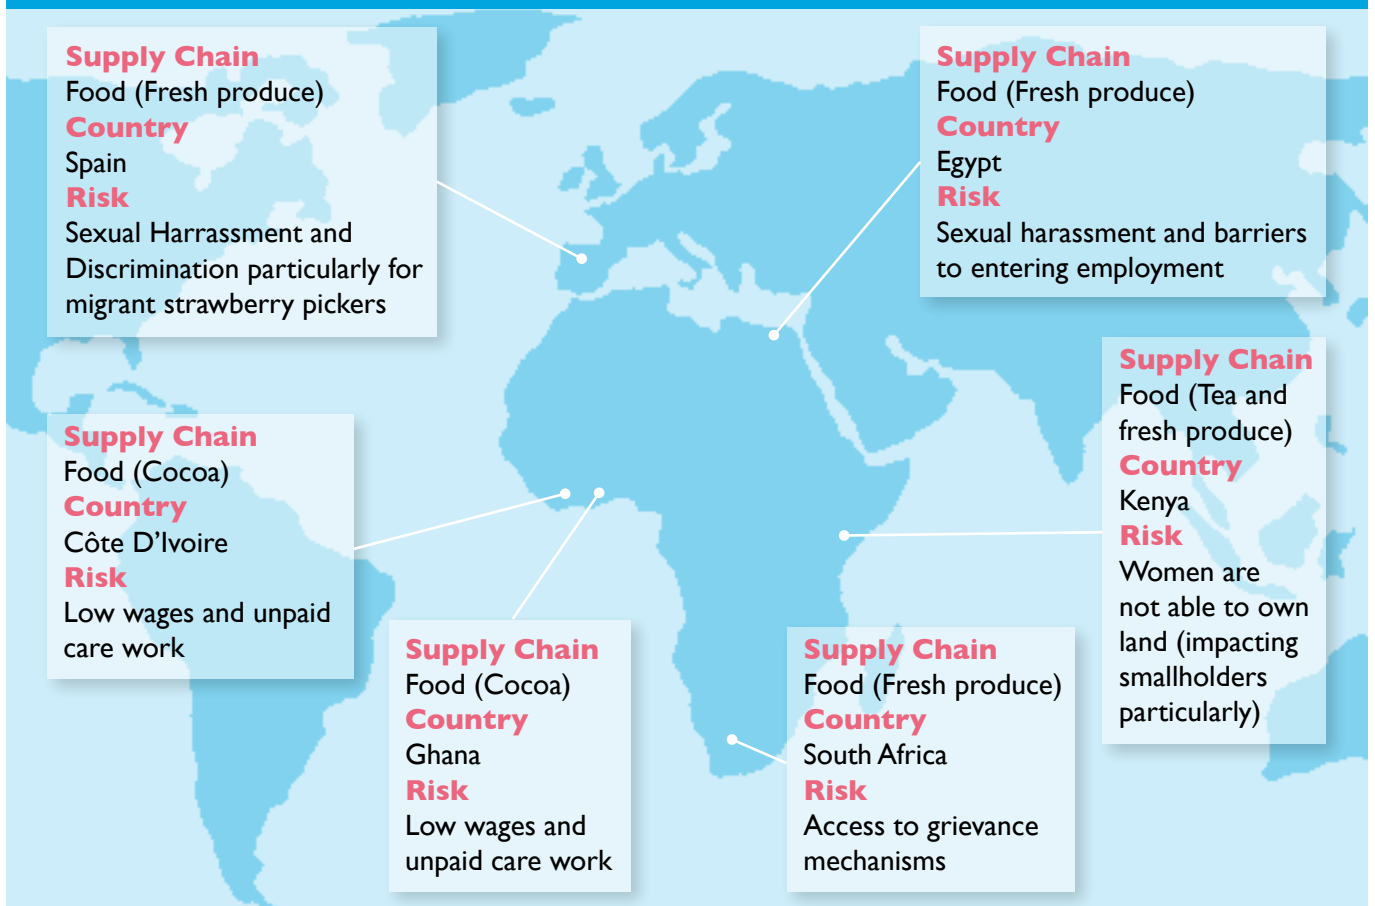 Supply Chain
Food (Fresh produce)
Country
Spain
Risk
Sexual Harrassment and
Discrimination particularly for
migrant strawberry pickers
Supply Chain
Food (Fresh produce)
Country
Egypt
Risk
Sexual harassment and barriers
to entering employment
Supply Chain
Food (Tea and
fresh produce)
Country
Kenya
Risk
Women are
not able to own
land (impacting
smallholders
particularly)
Supply Chain
Food (Cocoa)
Country
Côte D’Ivoire
Risk
Low wages and unpaid
care work
Supply Chain
Food (Cocoa)
Country
Ghana
Risk
Low wages and
unpaid care work
Supply Chain
Food (Fresh produce)
Country
South Africa
Risk
Access to grievance
mechanisms